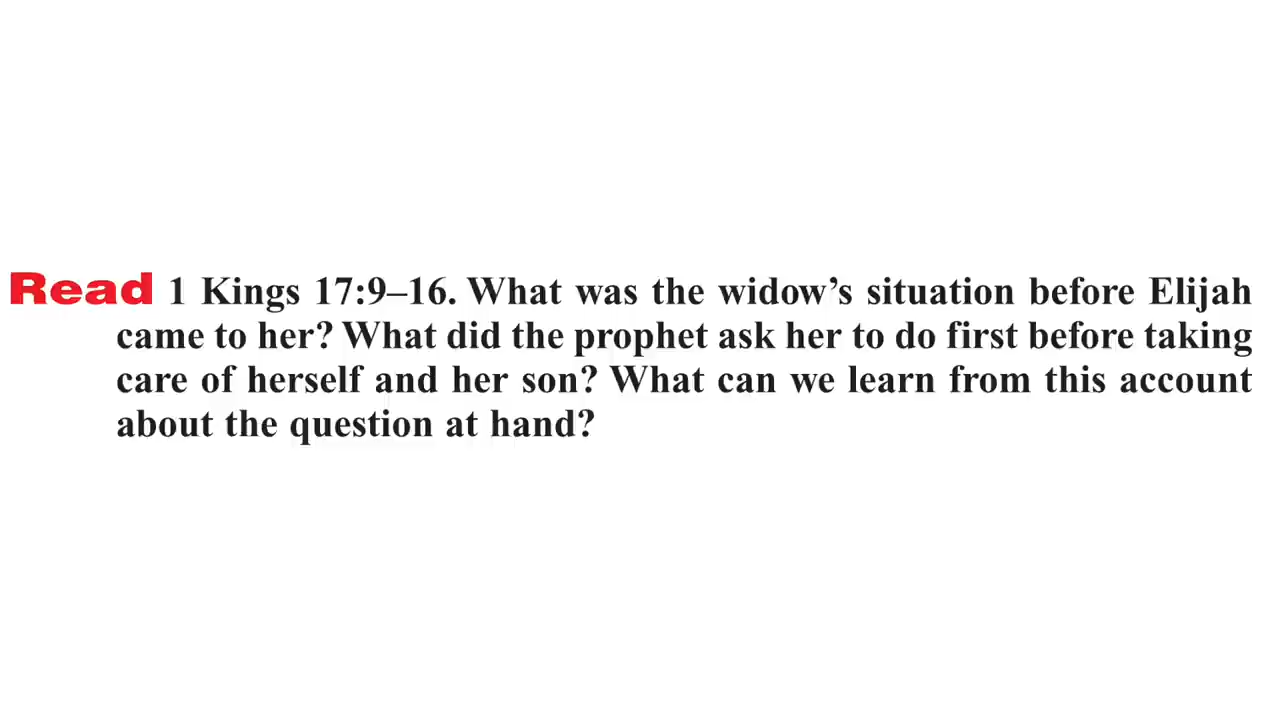 Read 1 Kings 17:9–16. What was the widow’s situation before Elijah
came to her? What did the prophet ask her to do first before taking
care of herself and her son? What can we learn from this account
about the question at hand?